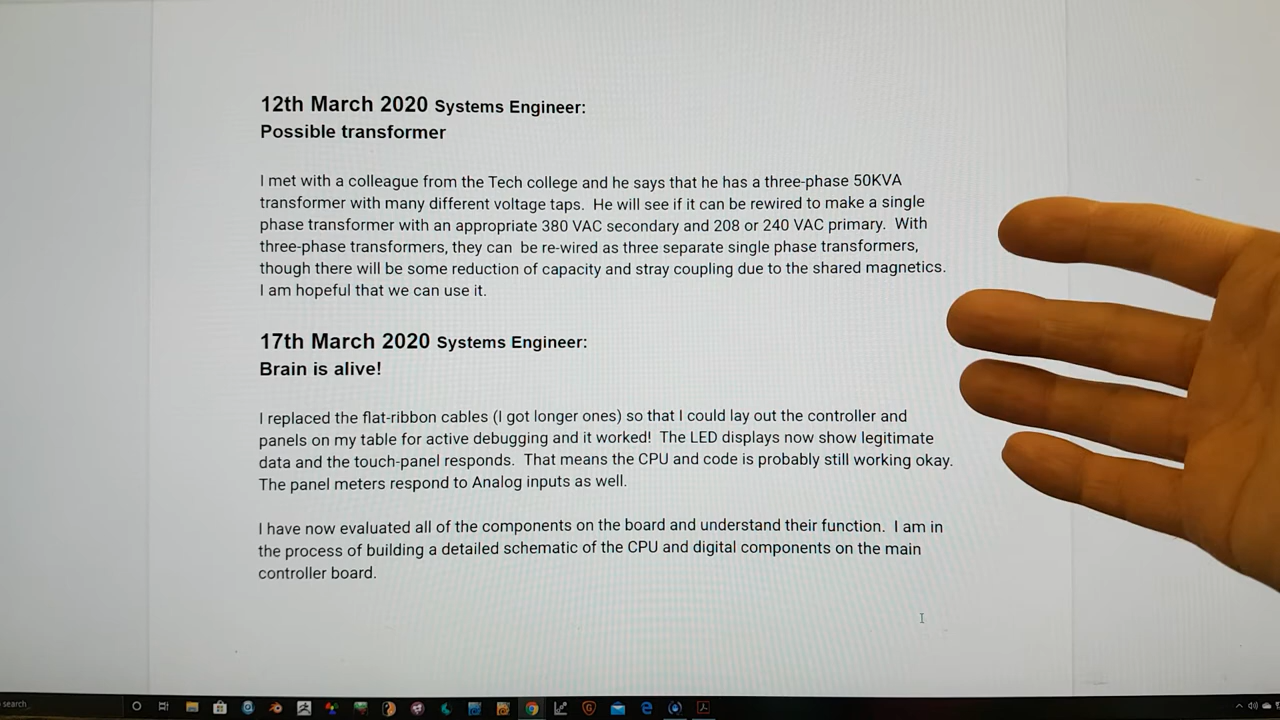 12th March 2020 Systems Engineer:
Possible transformer
I met with a colleague from the Tech college and he says that he has a three-phase 50KVA
transformer with many different voltage taps.  He will see if it can be rewired to make a single
phase transformer with an appropriate 380 VAC secondary and 208 or 240 VAC primary.  With
three-phase transformers, they can  be re-wired as three separate single phase transformers,
though there will be some reduction of capacity and stray coupling due to the shared magnetics.
I am hopeful that we can use it.
17th March 2020 Systems Engineer:
Brain is alive!
I replaced the flat-ribbon cables (I got longer ones) so that I could lay out the controller and
panels on my table for active debugging and it worked!  The LED displays now show legitimate
data and the touch-panel responds.  That means the CPU and code is probably still working okay.
The panel meters respond to Analog inputs as well.
I have now evaluated all of the components on the board and understand their function.  I am in
the process of building a detailed schematic of the CPU and digital components on the main
controller board.
search